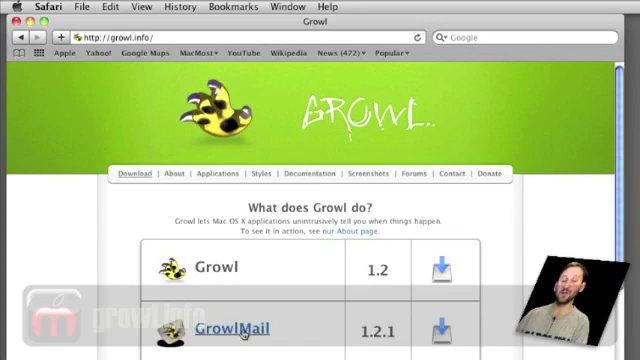 Safari File Edit View History Bookmarks Window Help
Growl
http://growl.info/
Google
Apple Yahoo! Google Maps MacMost▾ YouTube Wikipedia News (472)▾ Popular▾
GROWL..
Download About Applications Styles Documentation Screenshots Forums Contact Donate
What does Growl do?
Growl lets Mac OS X applications unintrusively tell you when things happen.
To see it in action, see our About page.
Growl 1.2
growl.info
GrowlMail 1.2.1